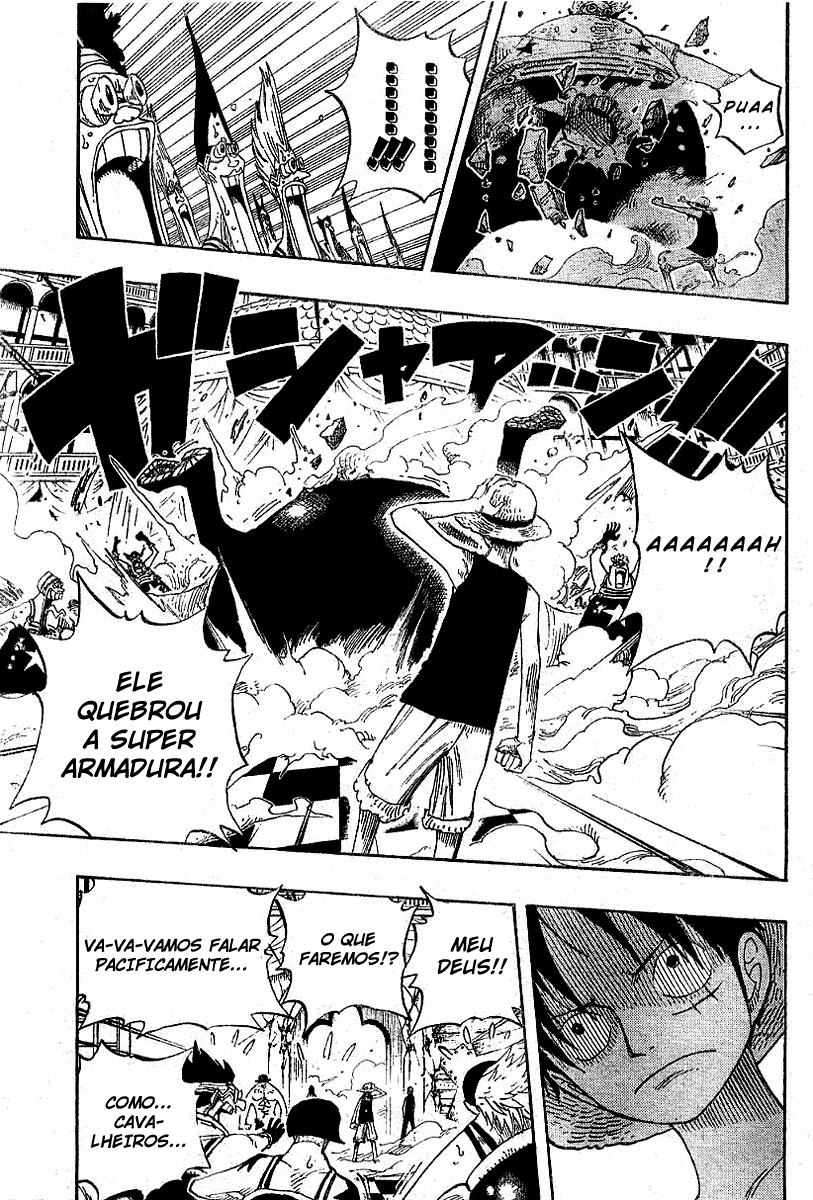 PUAA
...
!!
!!!
ガシャアッン!!!
AAAAAAAH
!!
ELE
QUEBROU
A SUPER
ARMADURA!!
MEU
DEUS!!
O QUE
FAREMOS!?
VA-VA-VAMOS FALAR
PACIFICAMENTE...
COMO...
CAVA-
LHEIROS...